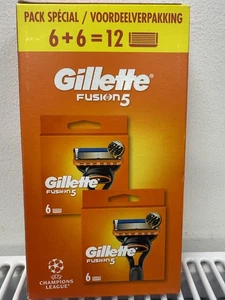 PACK SPÉCIAL / VOORDEELVERPAKKING
6+6=12
Gillette
FUSION5
Gillette
FUSION5
6
Gillette
FUSION5
6
CHAMPIONS
LEAGUE